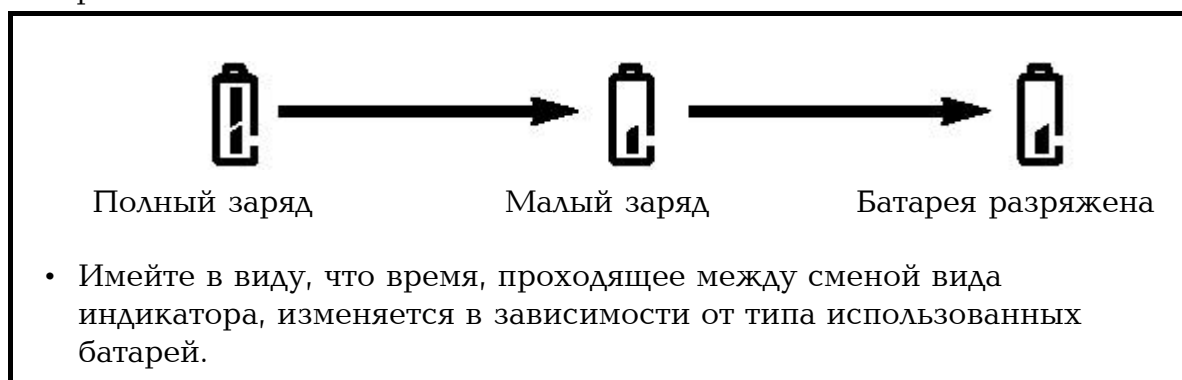 Полный заряд
Малый заряд
Батарея разряжена
• Имейте в виду, что время, проходящее между сменой вида
индикатора, изменяется в зависимости от типа использованных
батарей.